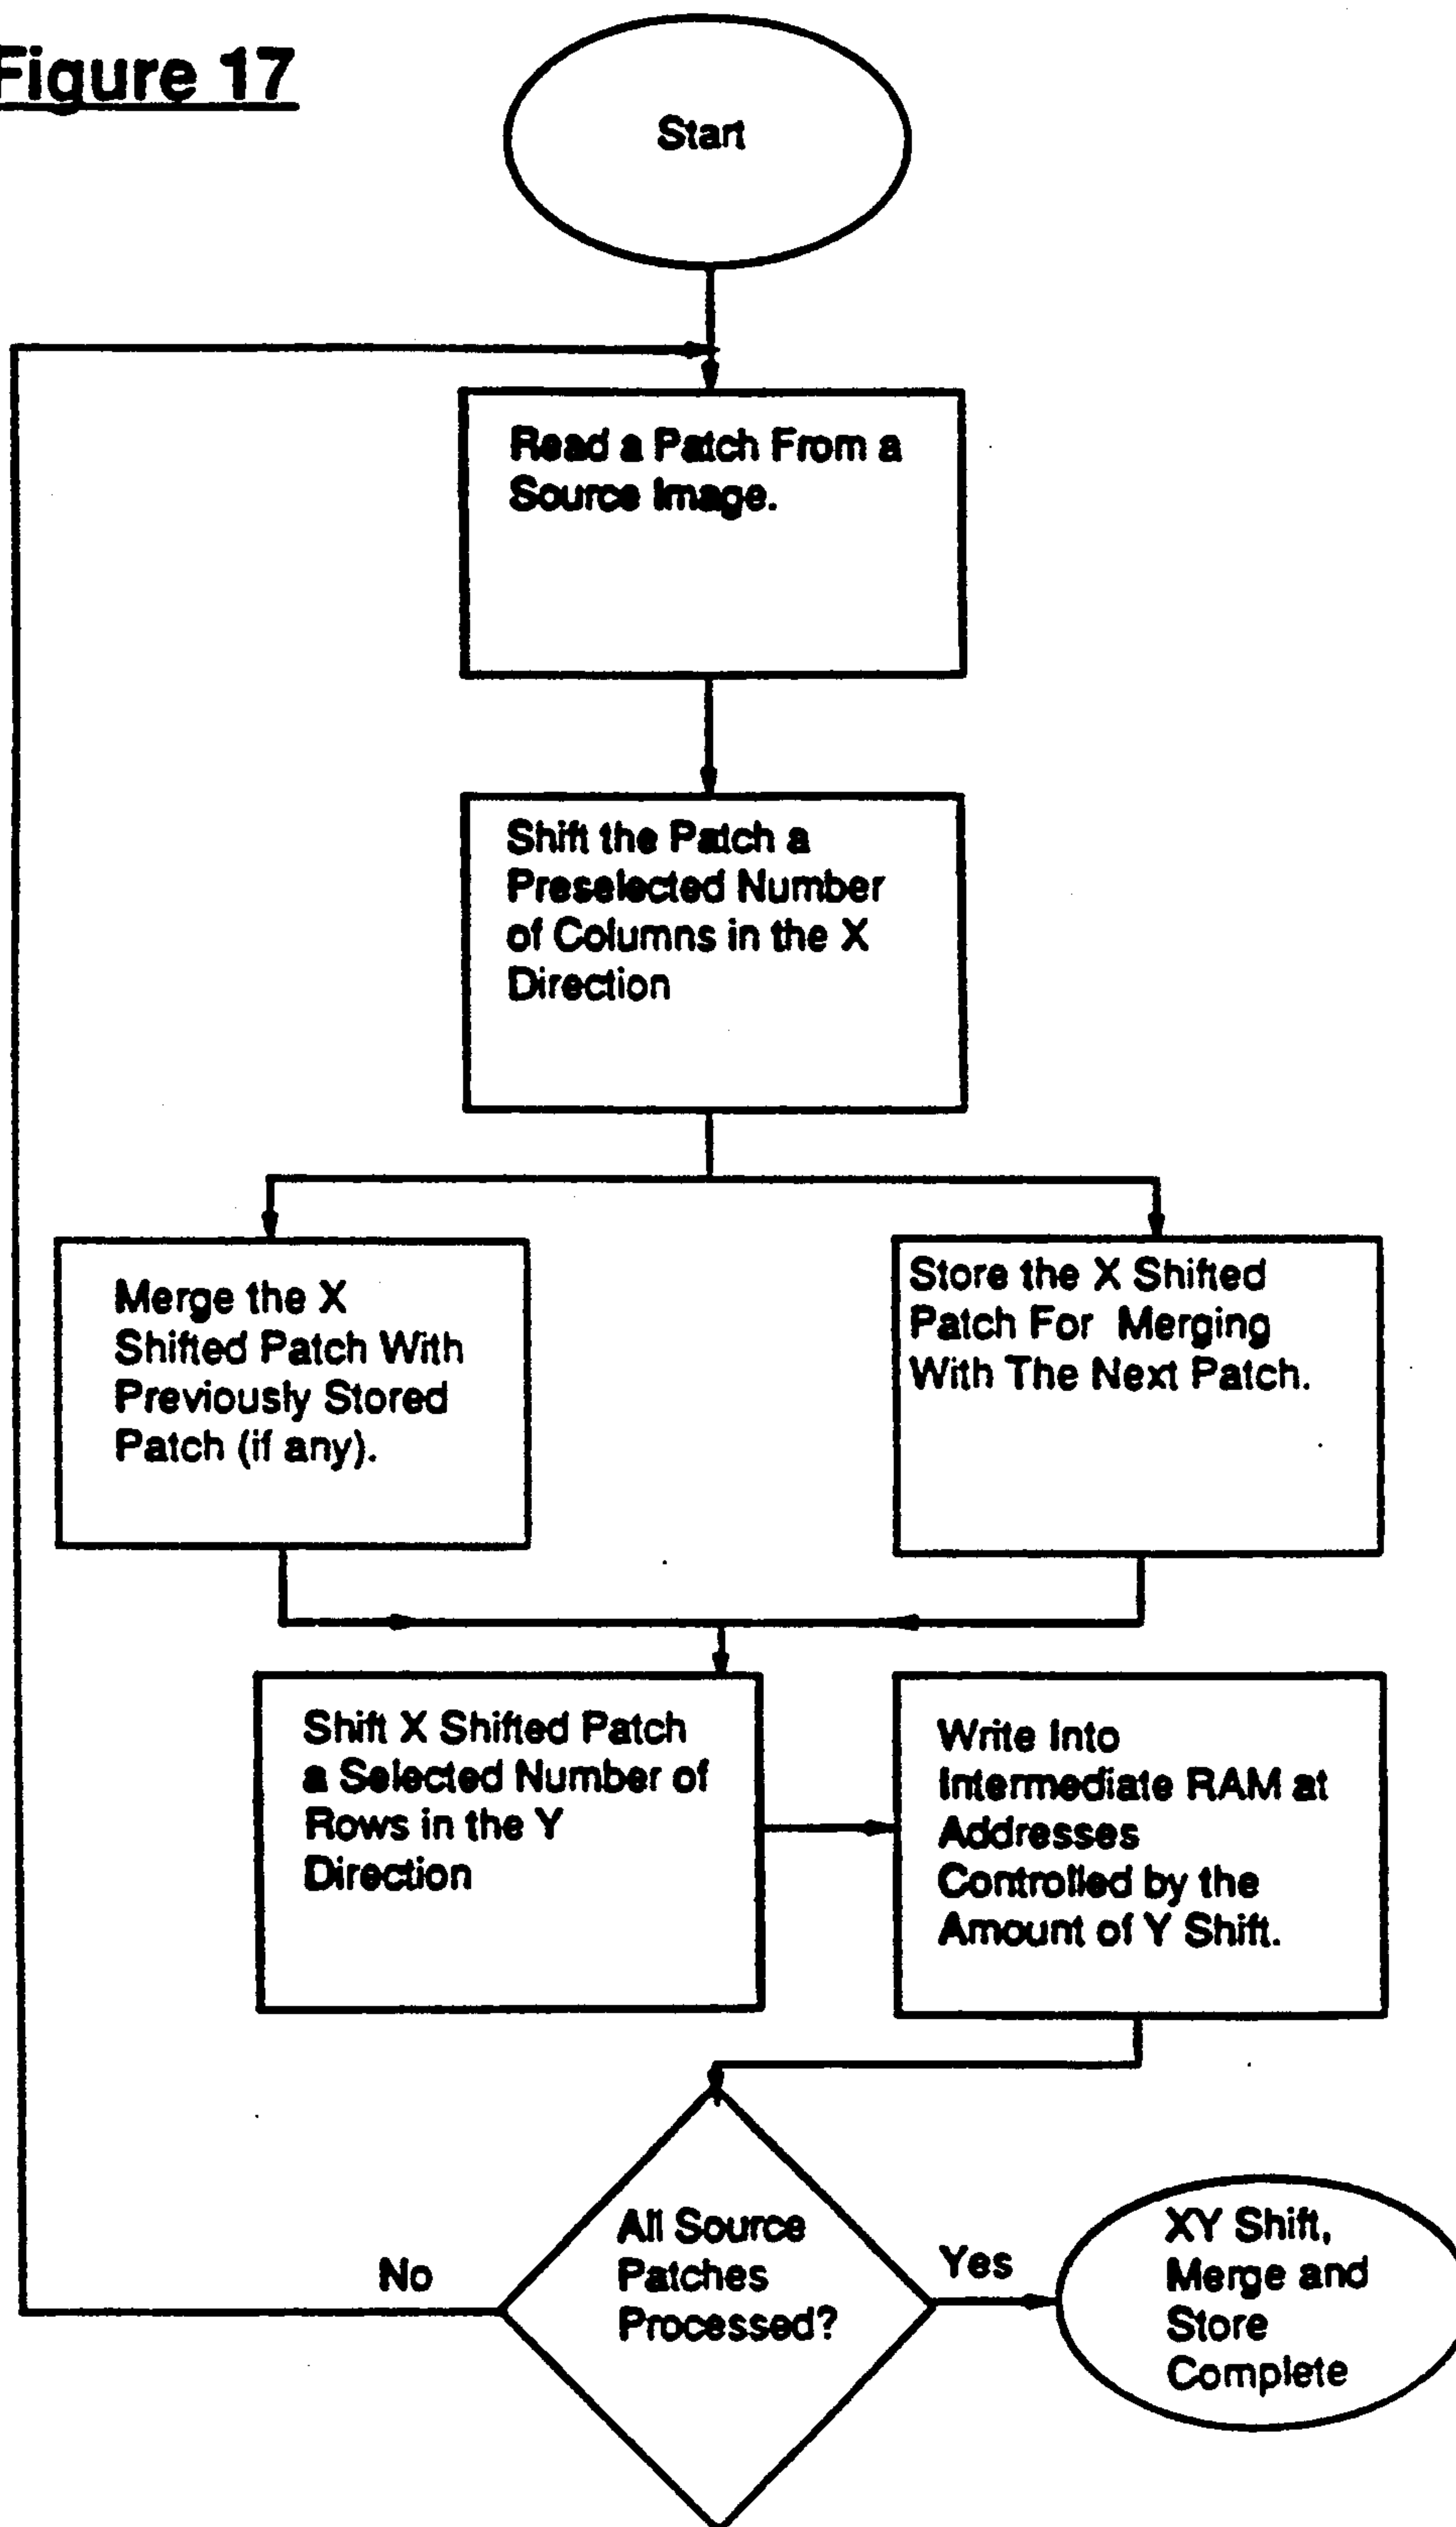 Figure 17
Start
Read a Patch From a
Source Image.
Shift the Patch a
Preselected Number
of Columns in the X
Direction
Merge the X
Shifted Patch With
Previously Stored
Patch (if any).
Store the X Shifted
Patch For Merging
With The Next Patch.
Shift X Shifted Patch
a Selected Number of
Rows in the Y
Direction
Write Into
Intermediate RAM at
Addresses
Controlled by the
Amount of Y Shift.
All Source
Patches
Processed?
No
Yes
XY Shift,
Merge and
Store
Complete